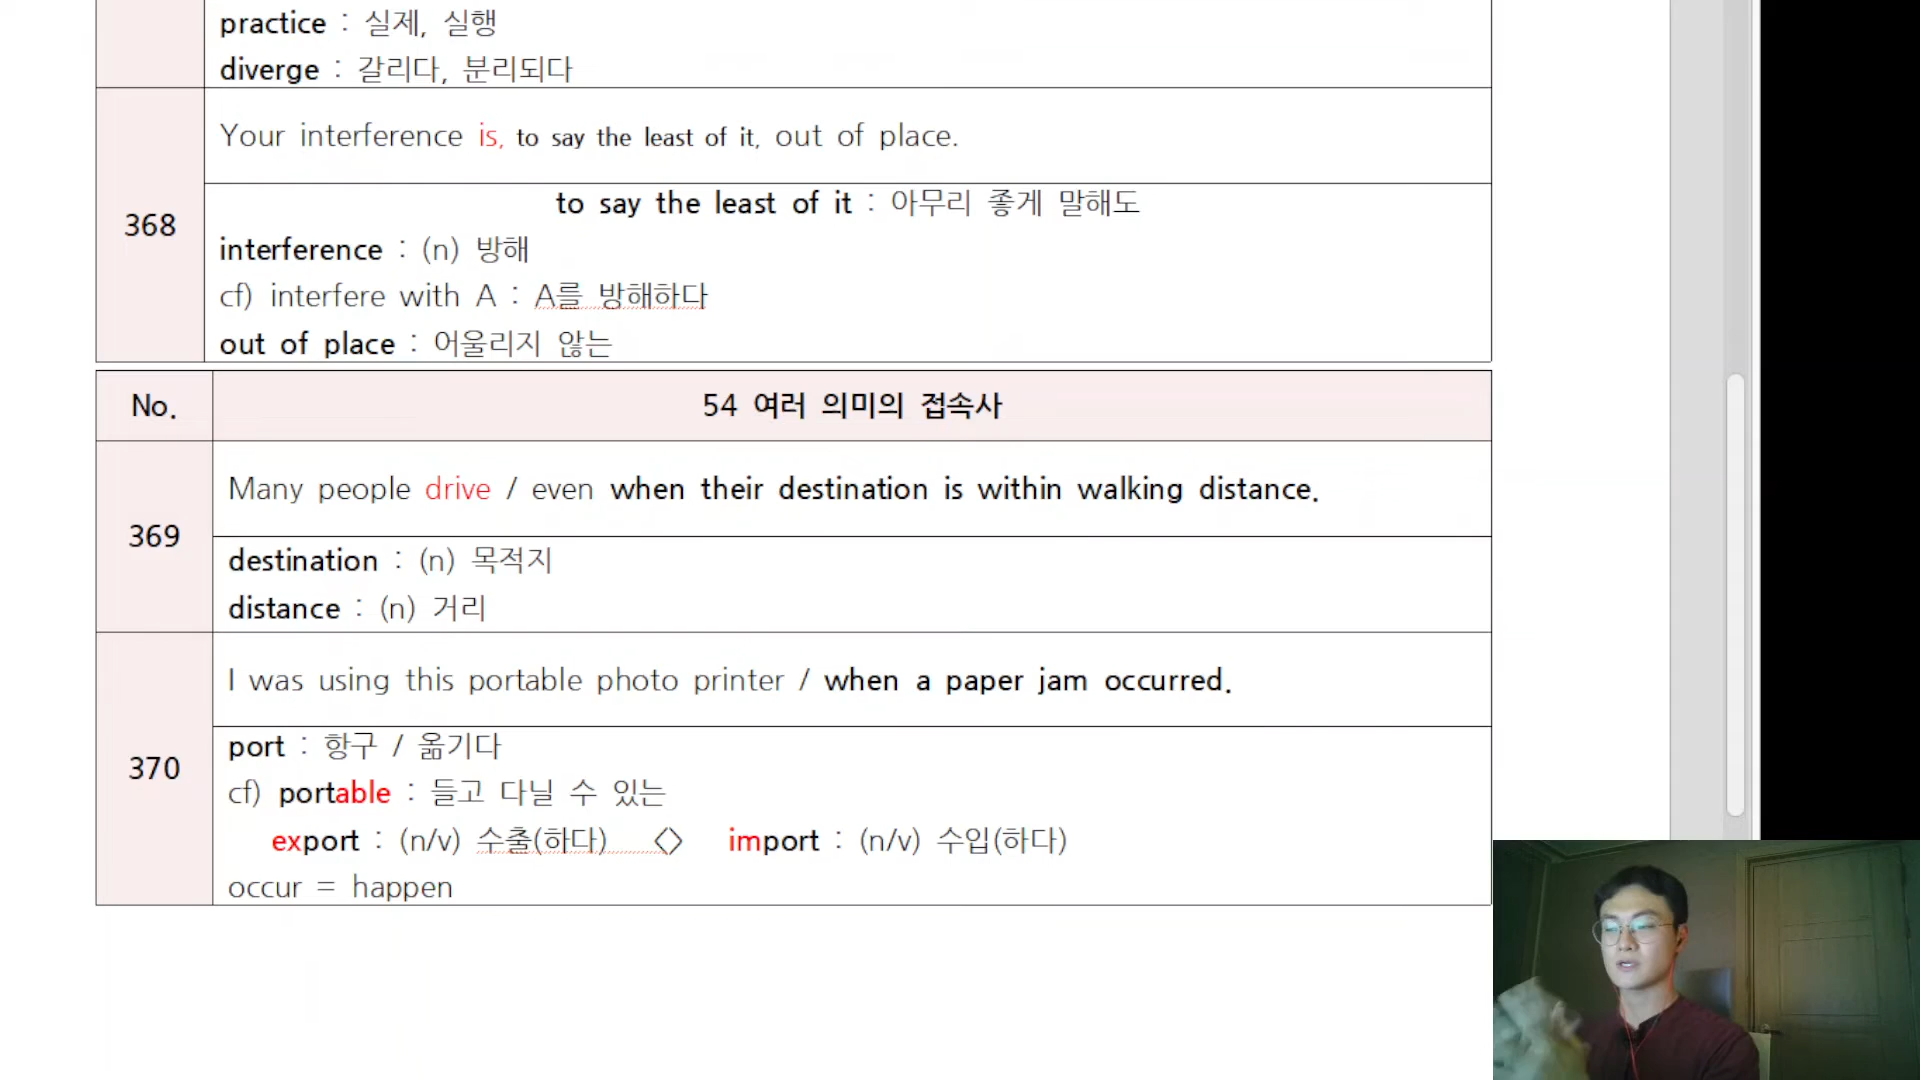 practice : 실제, 실행
diverge : 갈리다, 분리되다
368
Your interference is, to say the least of it, out of place.
to say the least of it : 아무리 좋게 말해도
interference : (n) 방해
cf) interfere with A : A를 방해하다
out of place : 어울리지 않는
No.
54 여러 의미의 접속사
369
Many people drive / even when their destination is within walking distance.
destination : (n) 목적지
distance : (n) 거리
370
I was using this portable photo printer / when a paper jam occurred.
port : 항구 / 옮기다
cf) portable : 들고 다닐 수 있는
export : (n/v) 수출(하다) <> import : (n/v) 수입(하다)
occur = happen